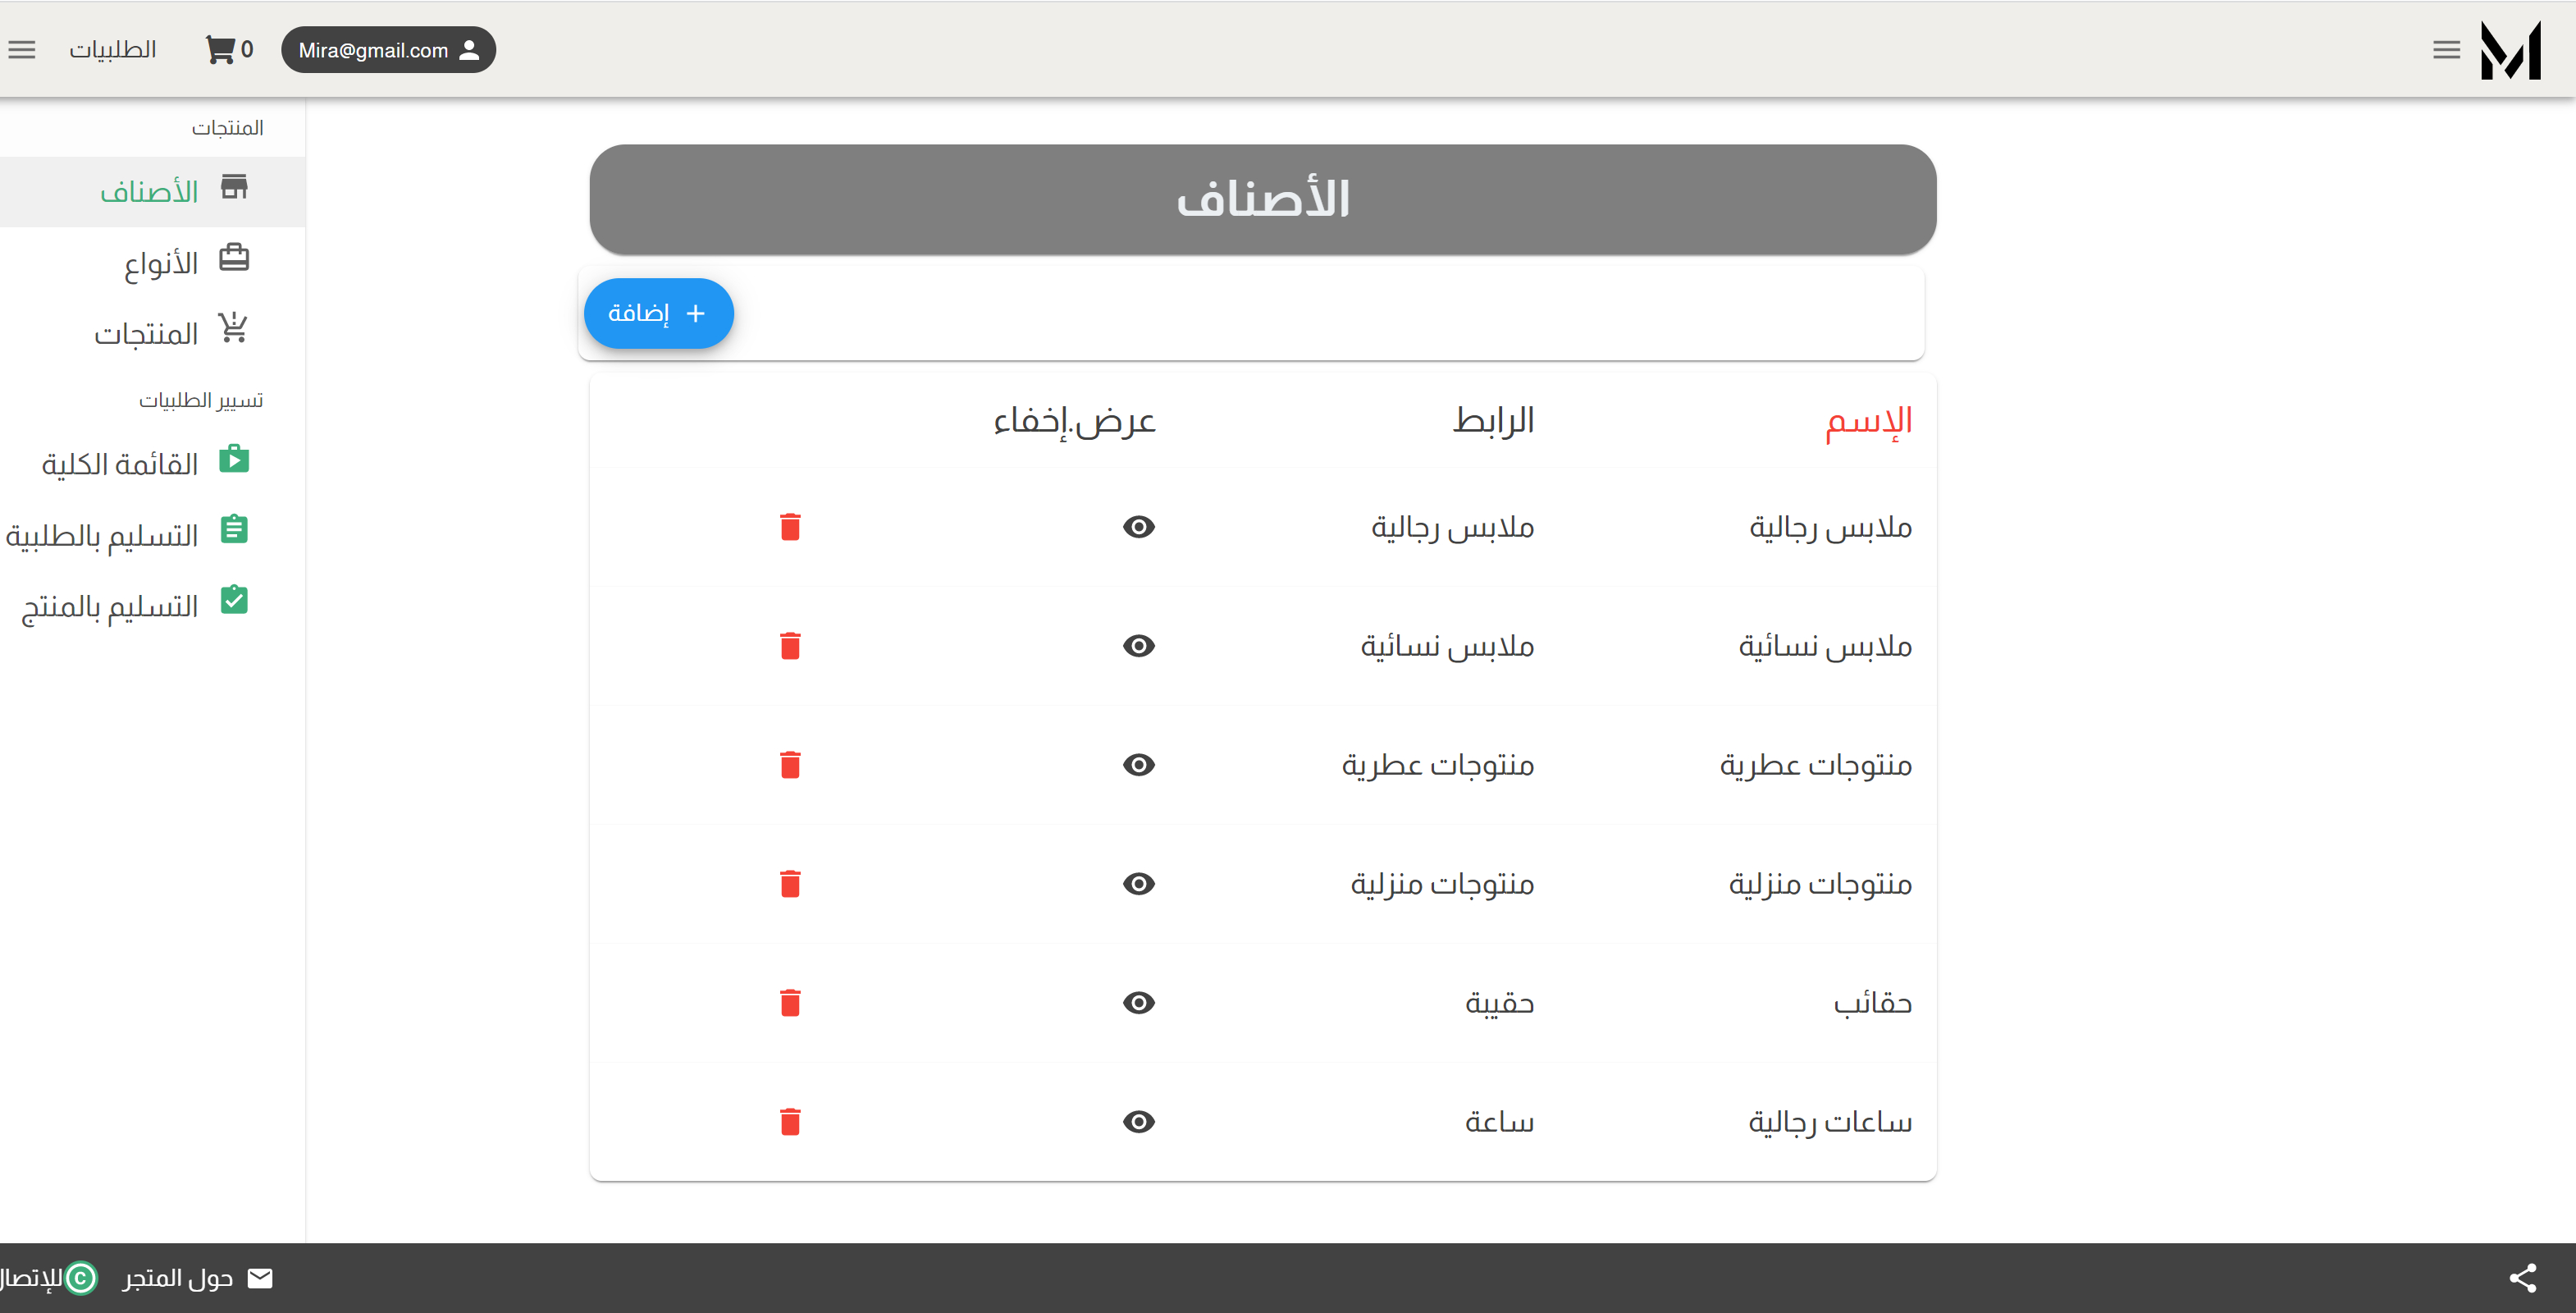 Mira@gmail.com
0
الطلبيات
المنتجات
الأصناف
الأنواع
المنتجات
تسيير الطلبيات
القائمة الكلية
التسليم بالطلبية
التسليم بالمنتج
الأصناف
إضافة
الإسم الرابط عرض.إخفاء
ملابس رجالية ملابس رجالية
ملابس نسائية ملابس نسائية
منتوجات عطرية منتوجات عطرية
منتوجات منزلية منتوجات منزلية
حقائب حقيبة
ساعات رجالية ساعة
حول المتجر